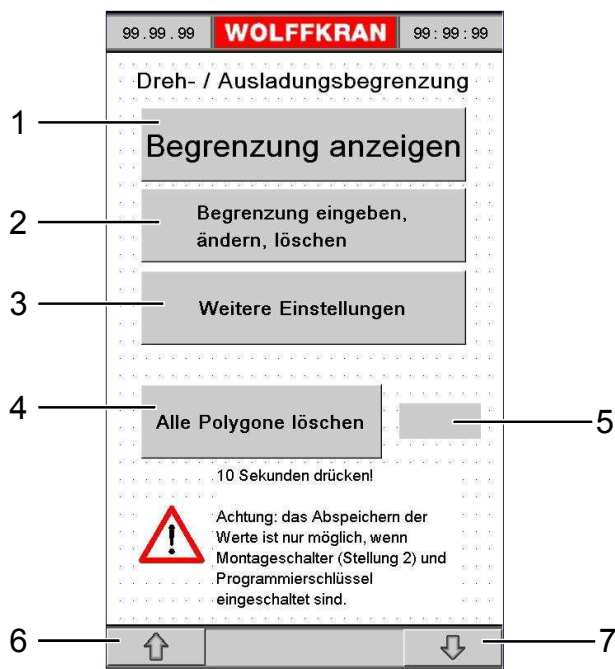 99.99.99 WOLFFKRAN 99:99:99
Dreh- / Ausladungsbegrenzung
1
Begrenzung anzeigen
2
Begrenzung eingeben,
ändern, löschen
3
Weitere Einstellungen
4
Alle Polygone löschen
5
10 Sekunden drücken!
Achtung: das Abspeichern der
Werte ist nur möglich, wenn
Montageschalter (Stellung 2) und
Programmierschlüssel
eingeschaltet sind.
6
7